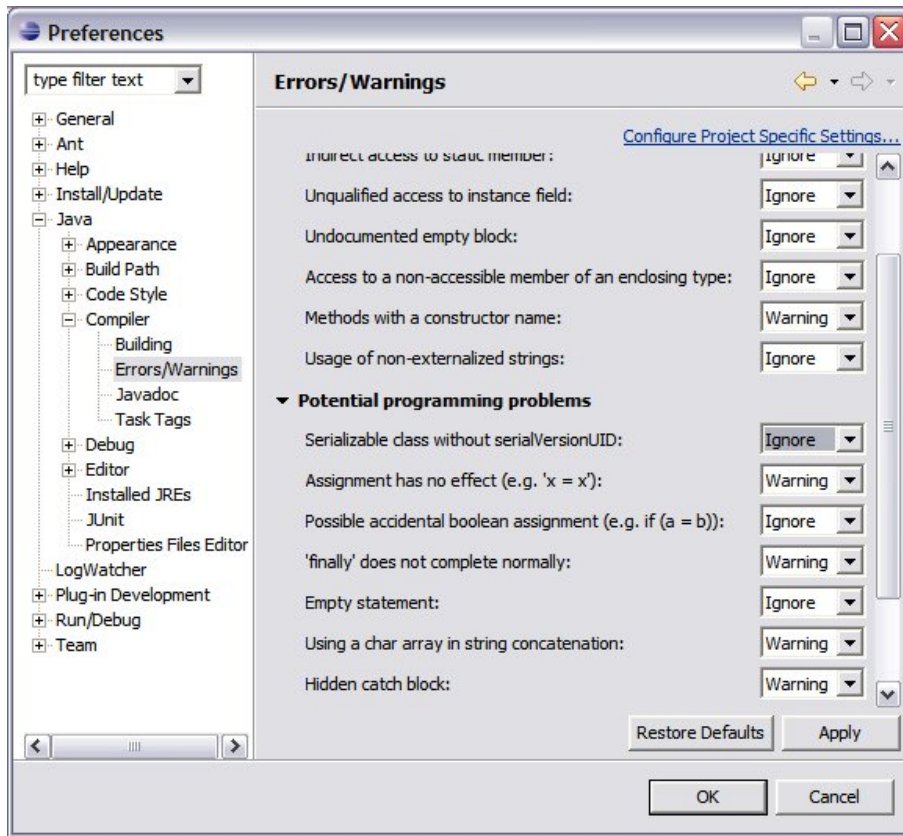 Preferences
type filter text
General
Ant
Help
Install/Update
Java
Appearance
Build Path
Code Style
Compiler
Building
Errors/Warnings
Javadoc
Task Tags
Debug
Editor
Installed JREs
JUnit
Properties Files Editor
LogWatcher
Plug-in Development
Run/Debug
Team
Errors/Warnings
Configure Project Specific Settings...
Indirect access to static member: Ignore
Unqualified access to instance field: Ignore
Undocumented empty block: Ignore
Access to a non-accessible member of an enclosing type: Ignore
Methods with a constructor name: Warning
Usage of non-externalized strings: Ignore
Potential programming problems
Serializable class without serialVersionUID: Ignore
Assignment has no effect (e.g. 'x = x'): Warning
Possible accidental boolean assignment (e.g. if (a = b)): Ignore
'finally' does not complete normally: Warning
Empty statement: Ignore
Using a char array in string concatenation: Warning
Hidden catch block: Warning
Restore Defaults Apply
OK Cancel